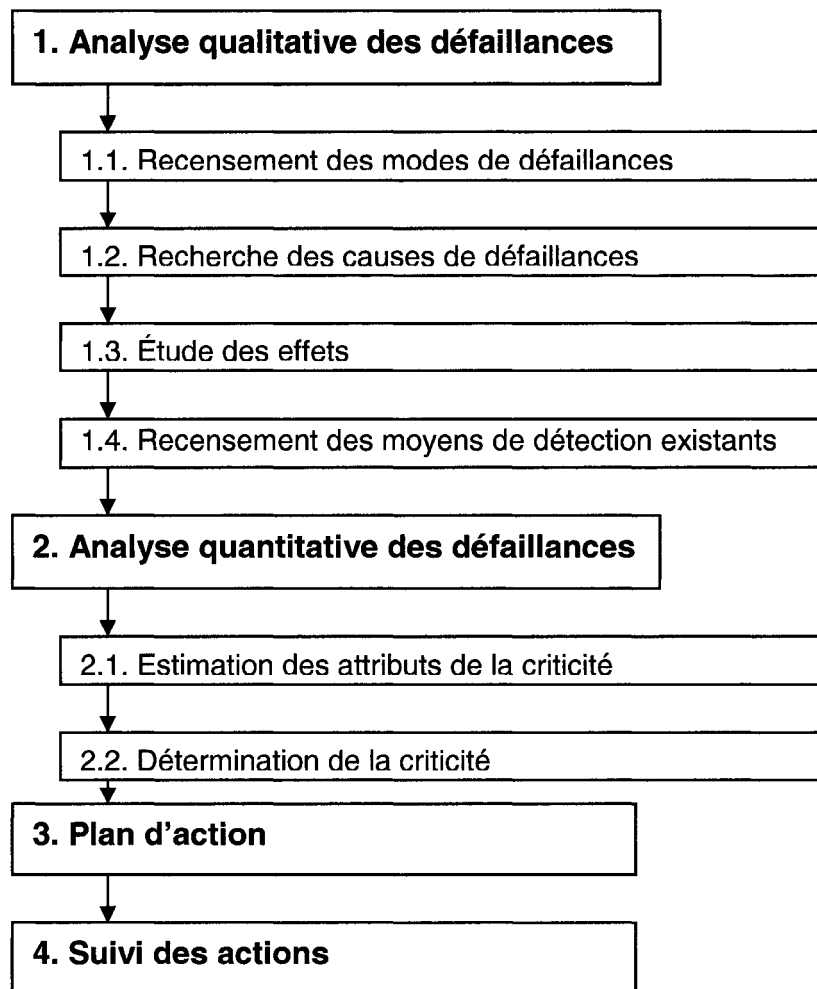 1. Analyse qualitative des défaillances
1.1. Recensement des modes de défaillances
1.2. Recherche des causes de défaillances
1.3. Étude des effets
1.4. Recensement des moyens de détection existants
2. Analyse quantitative des défaillances
2.1. Estimation des attributs de la criticité
2.2. Détermination de la criticité
3. Plan d'action
4. Suivi des actions